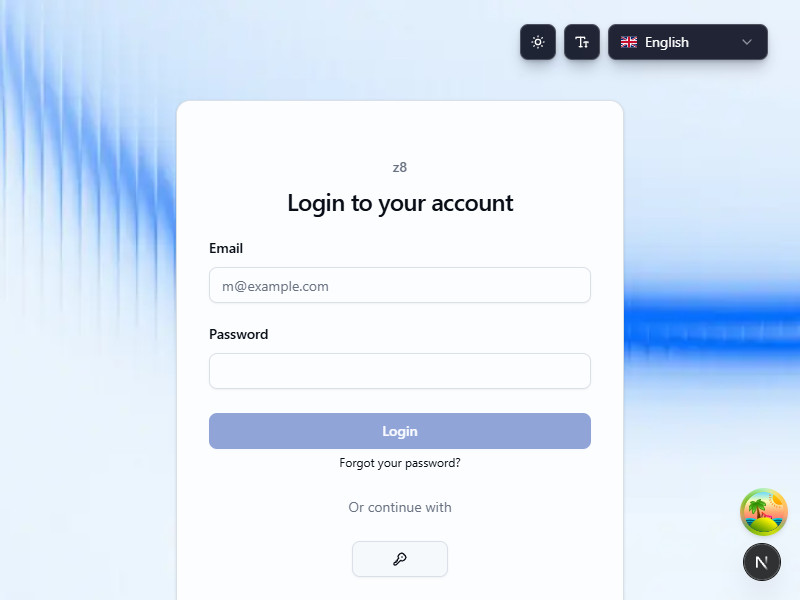 English
z8
Login to your account
Email
m@example.com
Password
Login
Forgot your password?
Or continue with
N